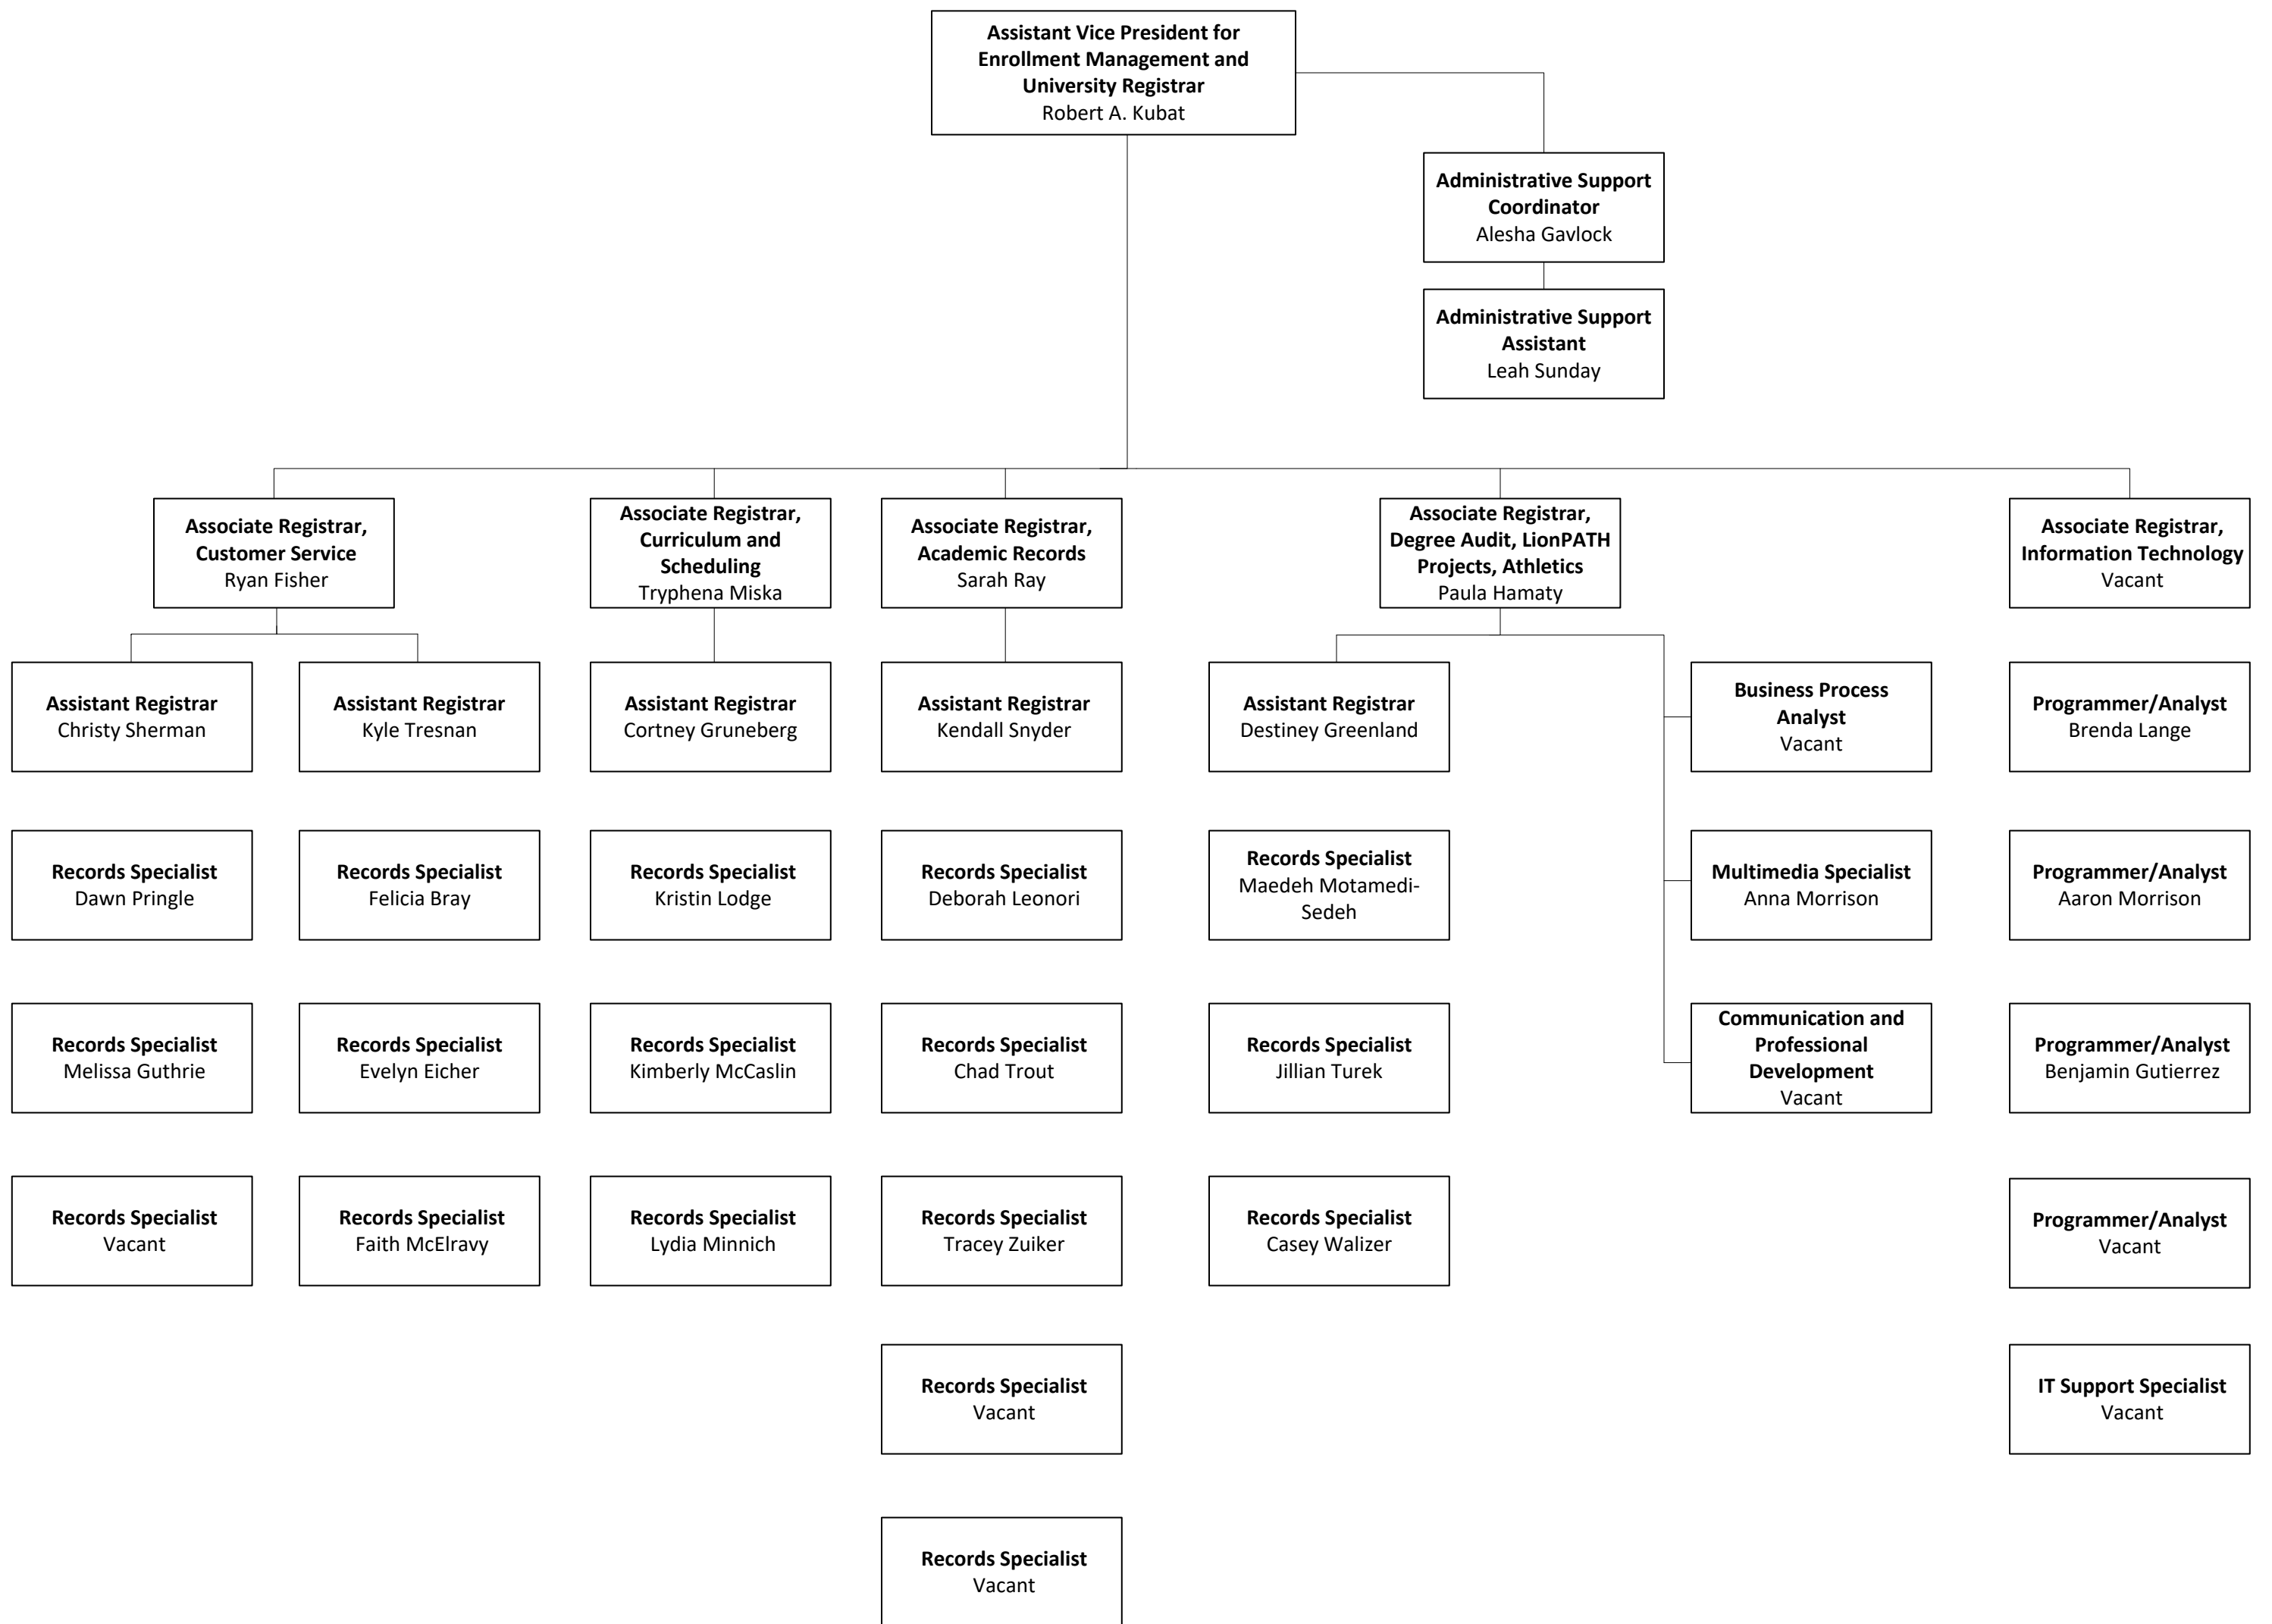 Assistant Vice President for
Enrollment Management and
University Registrar
Robert A. Kubat
Administrative Support
Coordinator
Alesha Gavlock
Administrative Support
Assistant
Leah Sunday
Associate Registrar,
Customer Service
Ryan Fisher
Associate Registrar,
Curriculum and
Scheduling
Tryphena Miska
Associate Registrar,
Academic Records
Sarah Ray
Associate Registrar,
Degree Audit, LionPATH
Projects, Athletics
Paula Hamaty
Associate Registrar,
Information Technology
Vacant
Assistant Registrar
Christy Sherman
Assistant Registrar
Kyle Tresnan
Assistant Registrar
Cortney Gruneberg
Assistant Registrar
Kendall Snyder
Assistant Registrar
Destiney Greenland
Business Process
Analyst
Vacant
Programmer/Analyst
Brenda Lange
Records Specialist
Dawn Pringle
Records Specialist
Felicia Bray
Records Specialist
Kristin Lodge
Records Specialist
Deborah Leonori
Records Specialist
Maedeh Motamedi-
Sedeh
Multimedia Specialist
Anna Morrison
Programmer/Analyst
Aaron Morrison
Records Specialist
Melissa Guthrie
Records Specialist
Evelyn Eicher
Records Specialist
Kimberly McCaslin
Records Specialist
Chad Trout
Records Specialist
Jillian Turek
Communication and
Professional
Development
Vacant
Programmer/Analyst
Benjamin Gutierrez
Records Specialist
Vacant
Records Specialist
Faith McElravy
Records Specialist
Lydia Minnich
Records Specialist
Tracey Zuiker
Records Specialist
Casey Walizer
Programmer/Analyst
Vacant
Records Specialist
Vacant
IT Support Specialist
Vacant
Records Specialist
Vacant